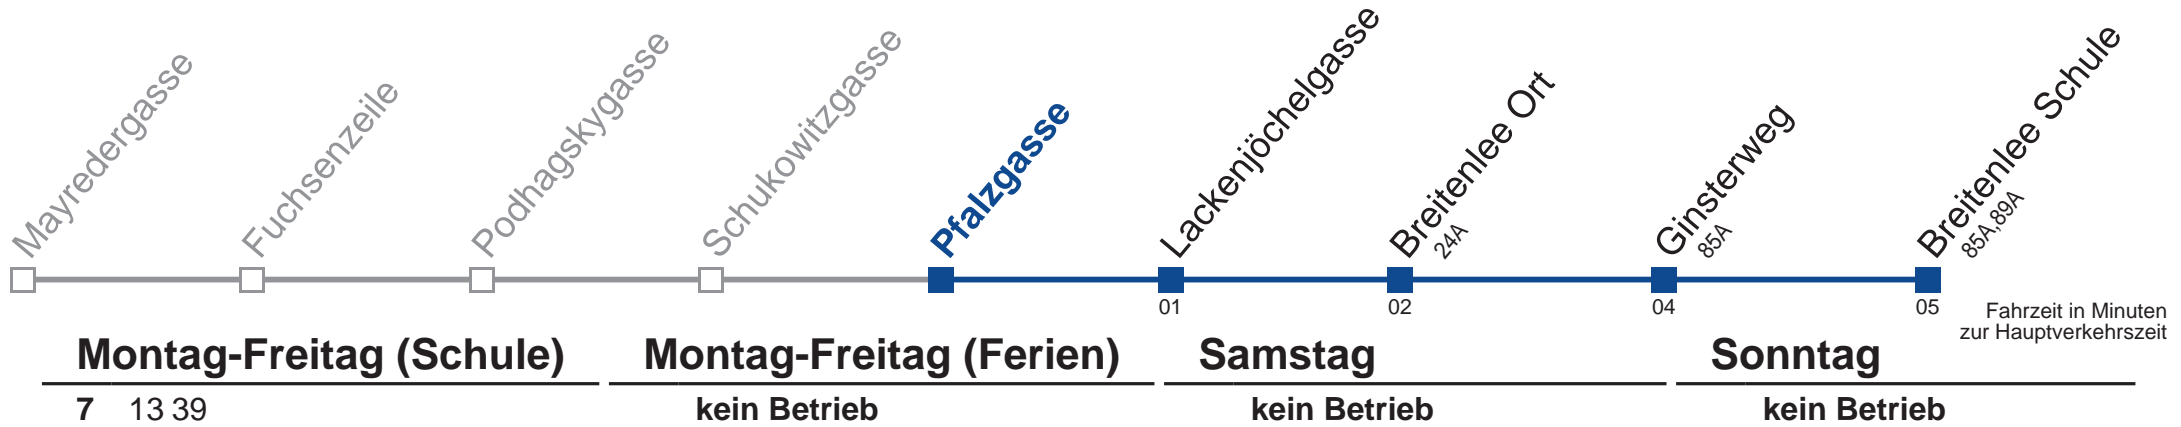 Mayredergasse
Fuchsenzeile
Podhagskygasse
Schukowitzgasse
Pfalzgasse
Lackenjöchelgasse
Breitenlee Ort
24A
Ginsterweg
85A
Breitenlee Schule
85A,89A
01
02
04
05
Fahrzeit in Minuten
zur Hauptverkehrszeit
Montag-Freitag (Schule)
Montag-Freitag (Ferien)
Samstag
Sonntag
7 13 39
kein Betrieb
kein Betrieb
kein Betrieb